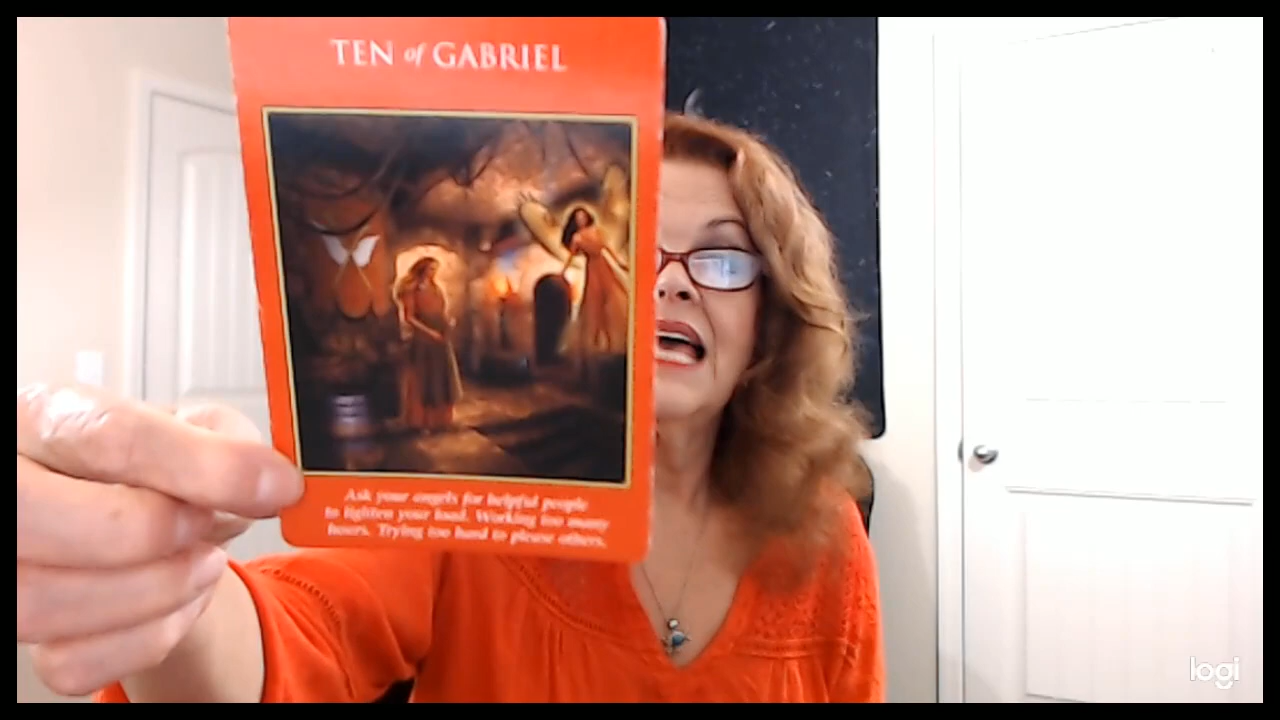 TEN of GABRIEL
Ask your angels for helpful people
to lighten your load. Working too many
hours. Trying too hard to please others.
logi